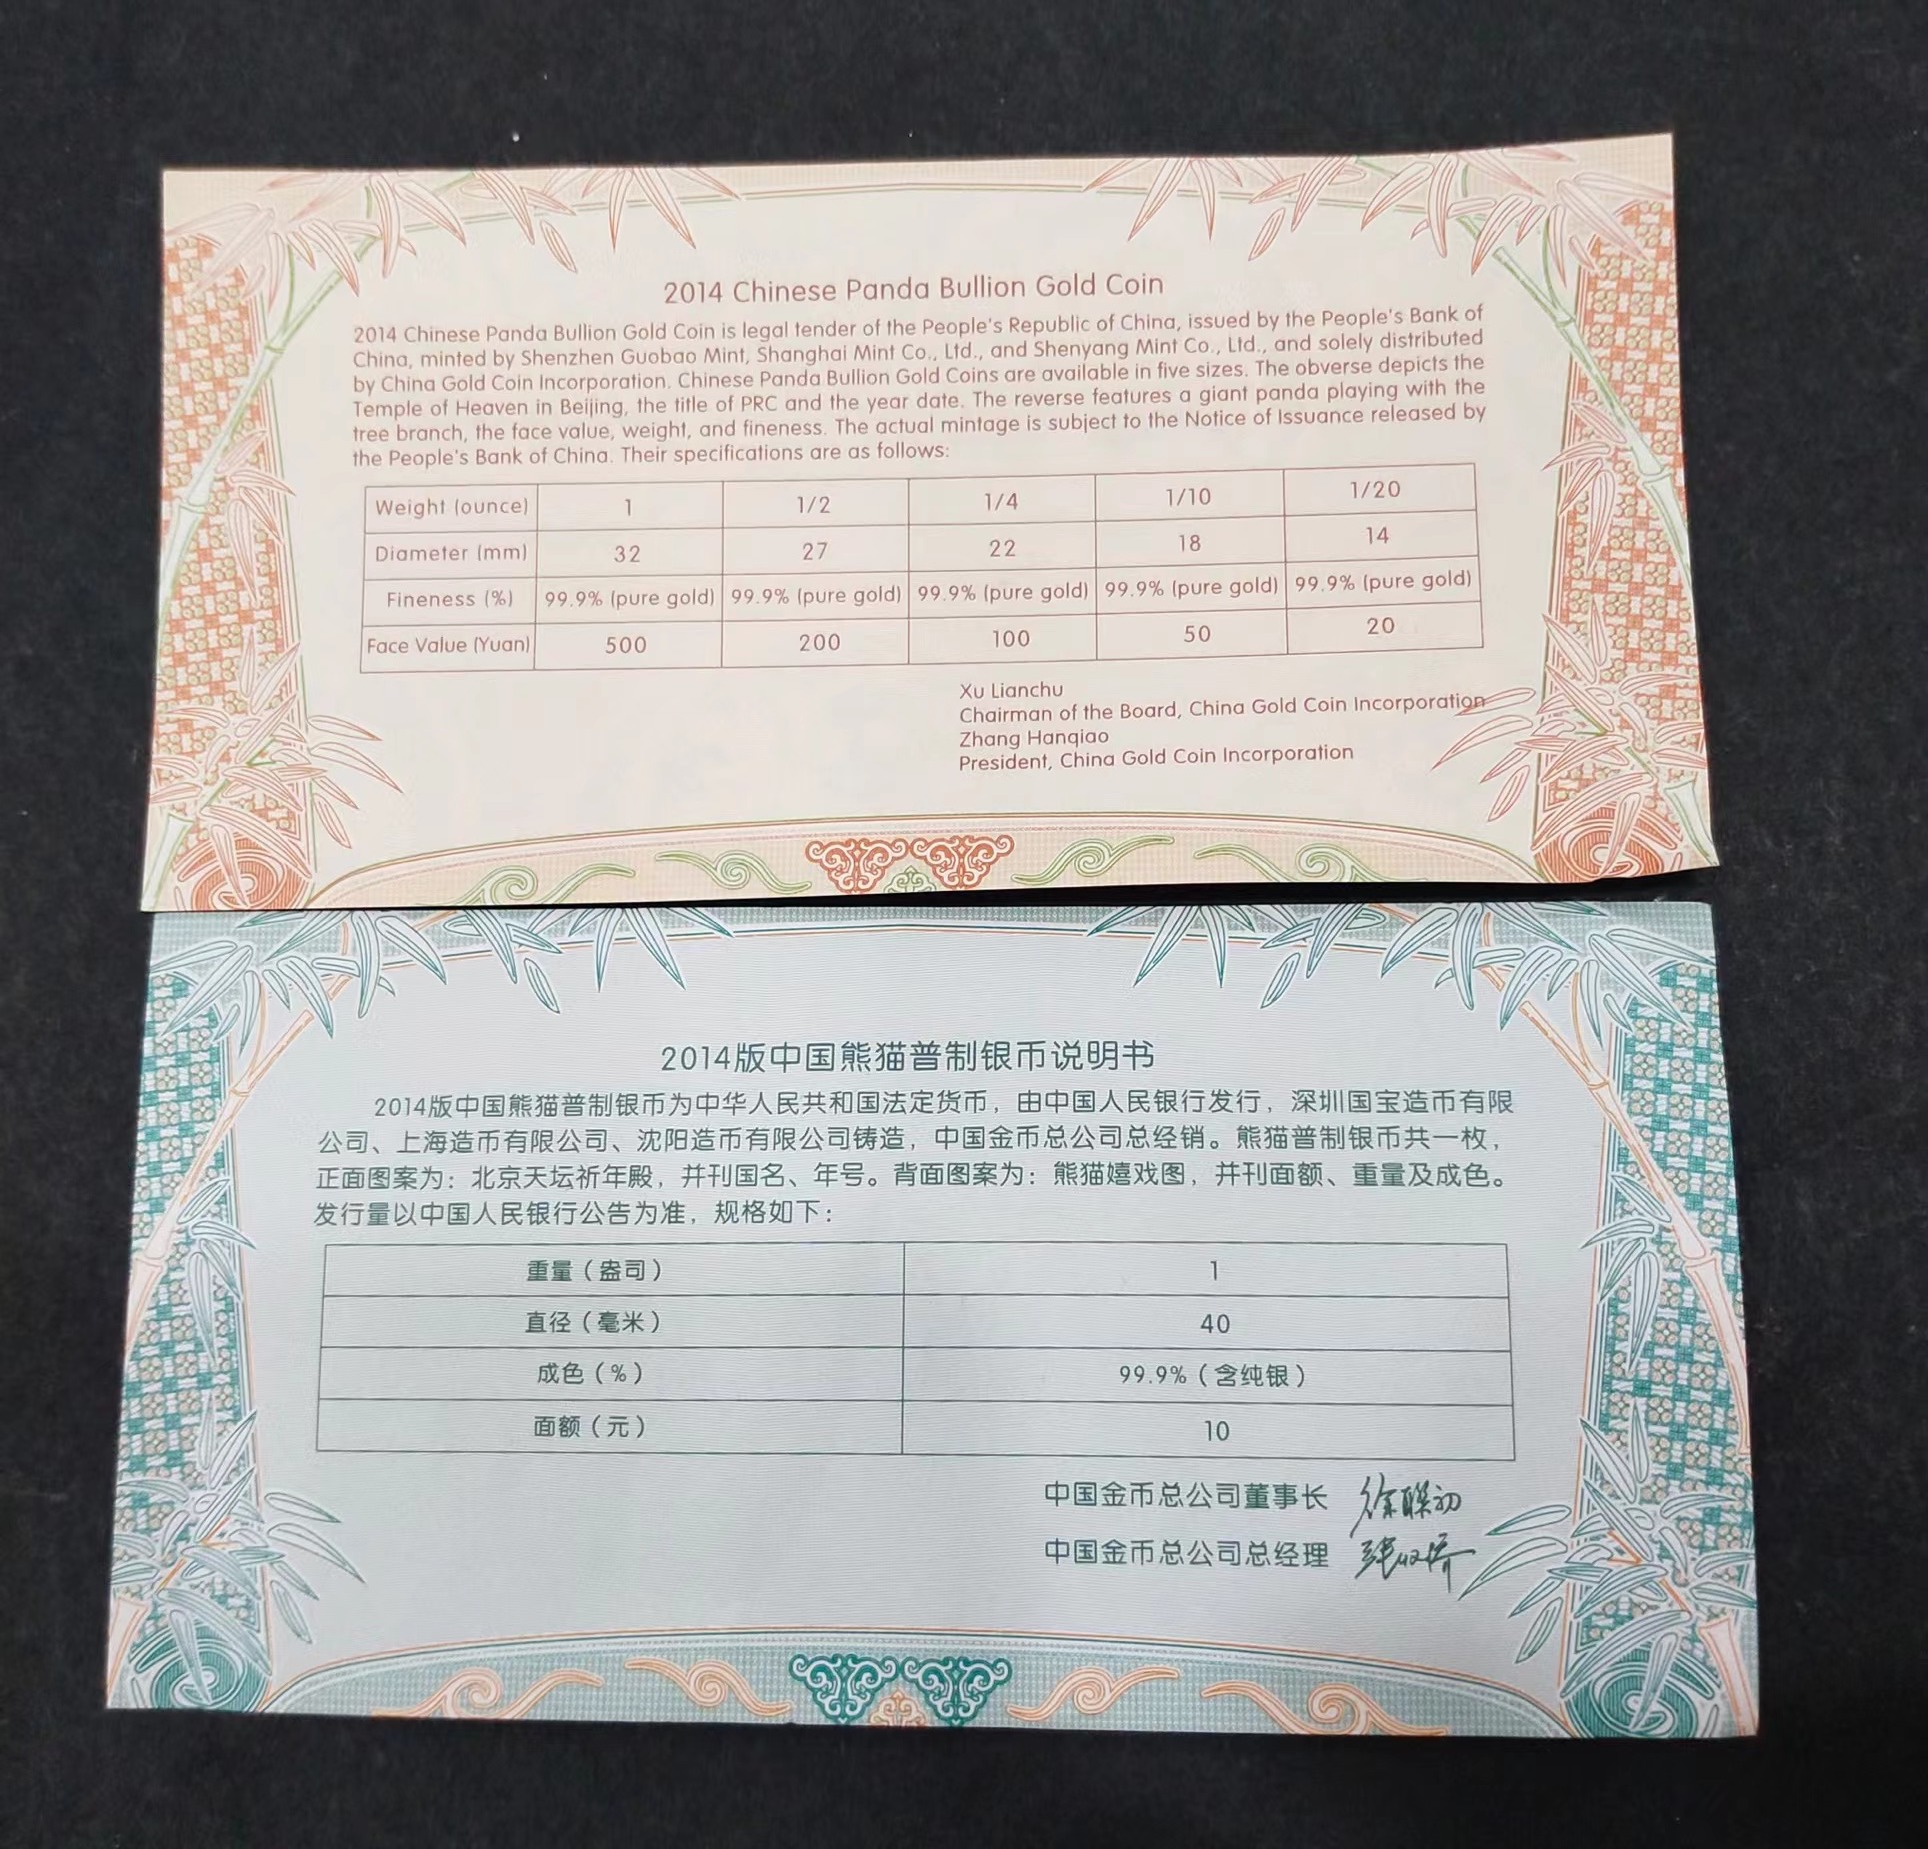 2014 Chinese Panda Bullion Gold Coin
2014 Chinese Panda Bullion Gold Coin is legal tender of the People's Republic of China, issued by the People's Bank of
China, minted by Shenzhen Guobao Mint, Shanghai Mint Co., Ltd., and Shenyang Mint Co., Ltd., and solely distributed
by China Gold Coin Incorporation. Chinese Panda Bullion Gold Coins are available in five sizes. The obverse depicts the
Temple of Heaven in Beijing, the title of PRC and the year date. The reverse features a giant panda playing with the
tree branch, the face value, weight, and fineness. The actual mintage is subject to the Notice of Issuance released by
the People's Bank of China. Their specifications are as follows:
Weight (ounce) 1 1/2 1/4 1/10 1/20
Diameter (mm) 32 27 22 18 14
Fineness (%) 99.9% (pure gold) 99.9% (pure gold) 99.9% (pure gold) 99.9% (pure gold) 99.9% (pure gold)
Face Value (Yuan) 500 200 100 50 20
Xu Lianchu
Chairman of the Board, China Gold Coin Incorporation
Zhang Hanqiao
President, China Gold Coin Incorporation
2014版中国熊猫普制银币说明书
2014版中国熊猫普制银币为中华人民共和国法定货币，由中国人民银行发行，深圳国宝造币有限
公司、上海造币有限公司、沈阳造币有限公司铸造，中国金币总公司总经销。熊猫普制银币共一枚，
正面图案为：北京天坛祈年殿，并刊国名、年号。背面图案为：熊猫嬉戏图，并刊面额、重量及成色。
发行量以中国人民银行公告为准，规格如下：
重量（盎司） 1
直径（毫米） 40
成色（%） 99.9%（含纯银）
面额（元） 10
中国金币总公司董事长 徐联初
中国金币总公司总经理 张汉桥